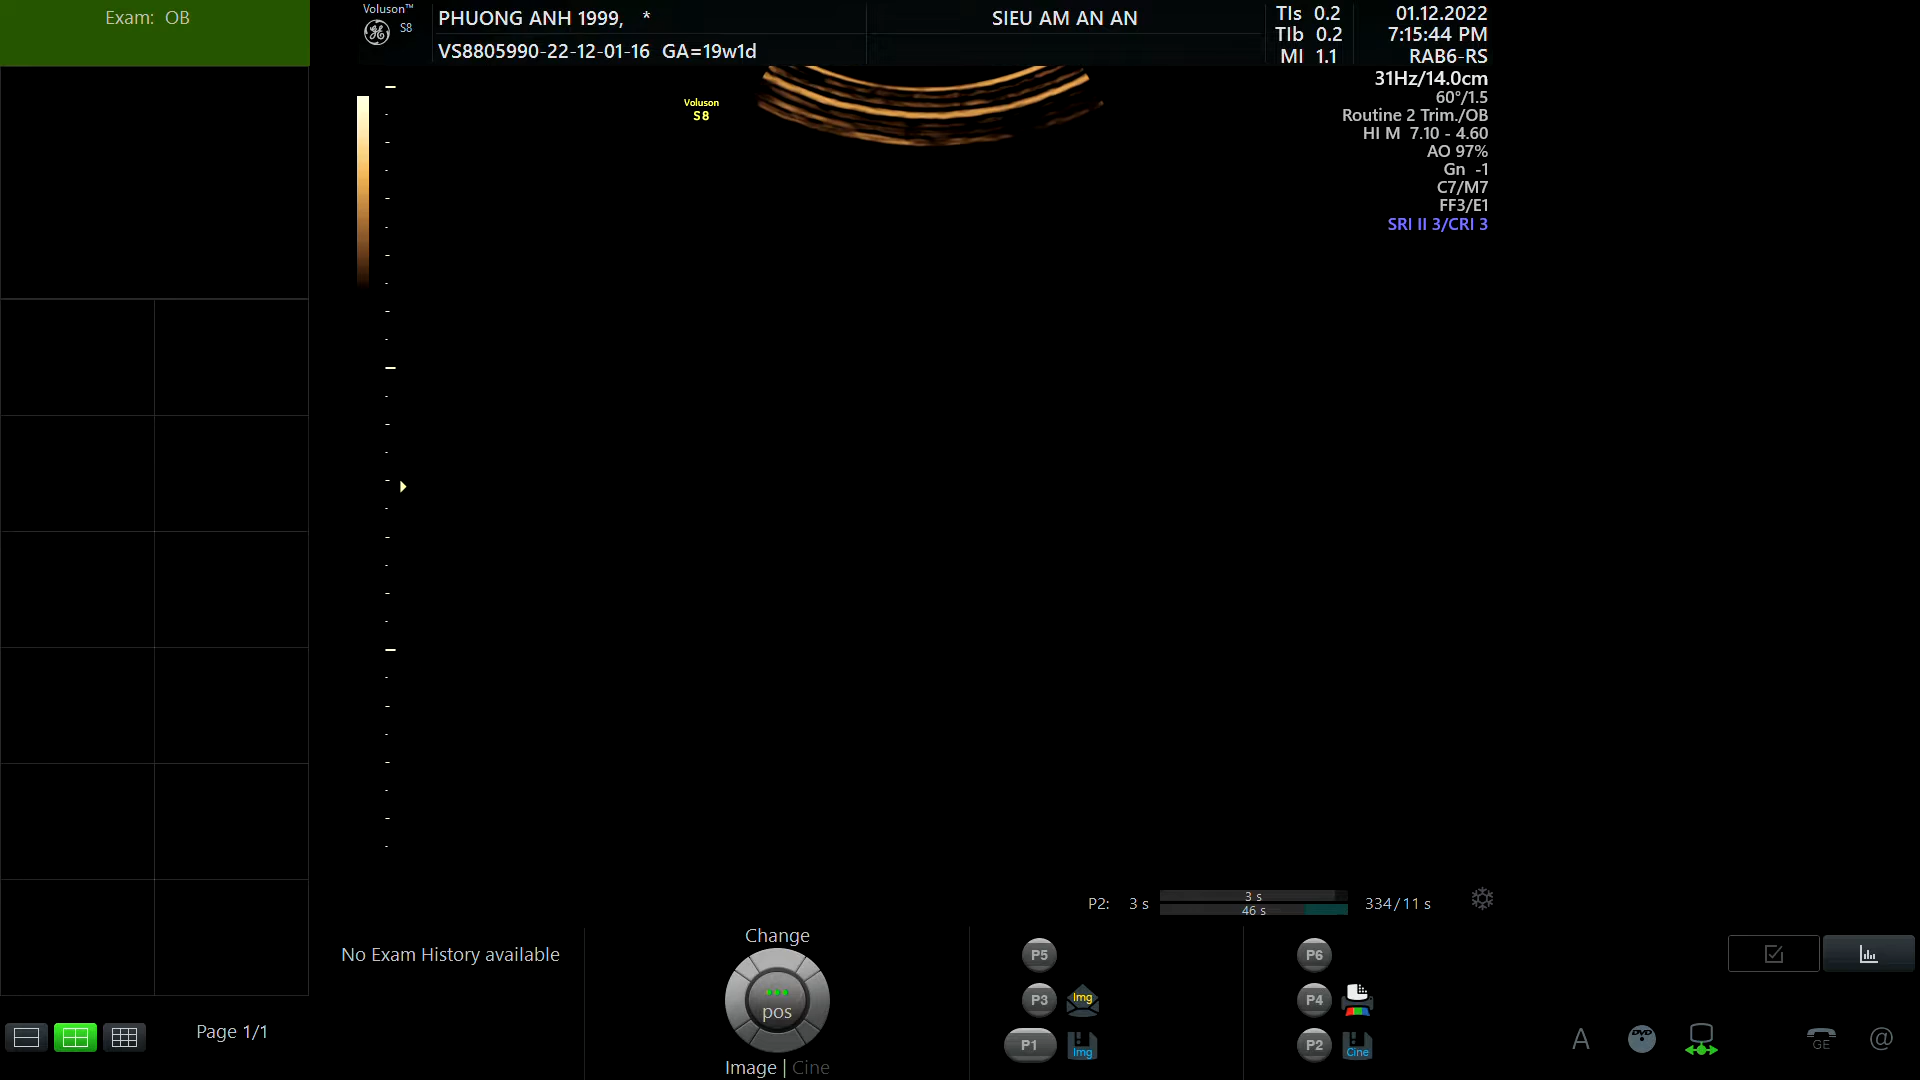 Exam: OB
Voluson™
S8
PHUONG ANH 1999, *
SIEU AM AN AN
TIs 0.2
01.12.2022
VS8805990-22-12-01-16 GA=19w1d
TIb 0.2
7:15:44 PM
MI 1.1
RAB6-RS
31Hz/14.0cm
60°/1.5
Routine 2 Trim./OB
HI M 7.10 - 4.60
AO 97%
Gn -1
C7/M7
FF3/E1
SRI II 3/CRI 3
Voluson
S8
P2: 3 s
3 s
46 s
334/11 s
No Exam History available
Change
pos
Image | Cine
P5
P3
Img
P1
Img
P6
P4
P2
Cine
Page 1/1
A
DVD
GE
@